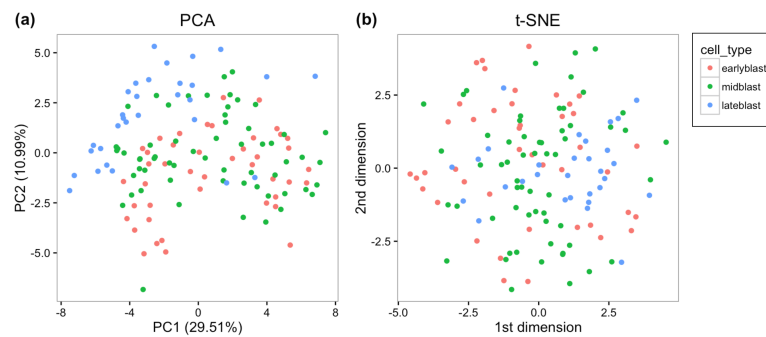 (a)
PCA
5.0
2.5
0.0
-2.5
-5.0
PC2 (10.99%)
-8
-4
0
4
8
PC1 (29.51%)
(b)
t-SNE
2.5
0.0
-2.5
2nd dimension
-5.0
-2.5
0.0
2.5
1st dimension
cell_type
earlyblast
midblast
lateblast